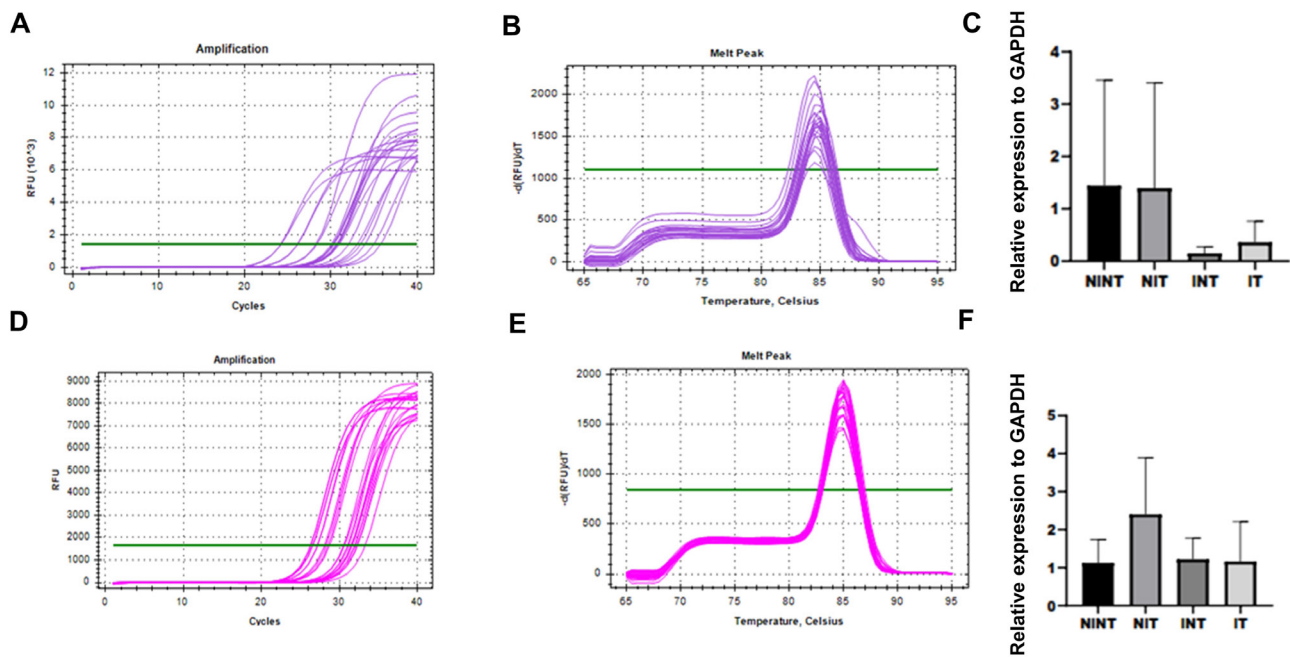 A
Amplification
RFU (10^3)
12
10
8
6
4
2
0
0 10 20 30 40
Cycles
B
Melt Peak
-d(RFU)/dT
2000
1500
1000
500
0
65 70 75 80 85 90 95
Temperature, Celsius
C
Relative expression to GAPDH
4
3
2
1
0
NINT NIT INT IT
D
Amplification
RFU
9000
8000
7000
6000
5000
4000
3000
2000
1000
0
0 10 20 30 40
Cycles
E
Melt Peak
-d(RFU)/dT
2000
1500
1000
500
0
65 70 75 80 85 90 95
Temperature, Celsius
F
Relative expression to GAPDH
5
4
3
2
1
0
NINT NIT INT IT